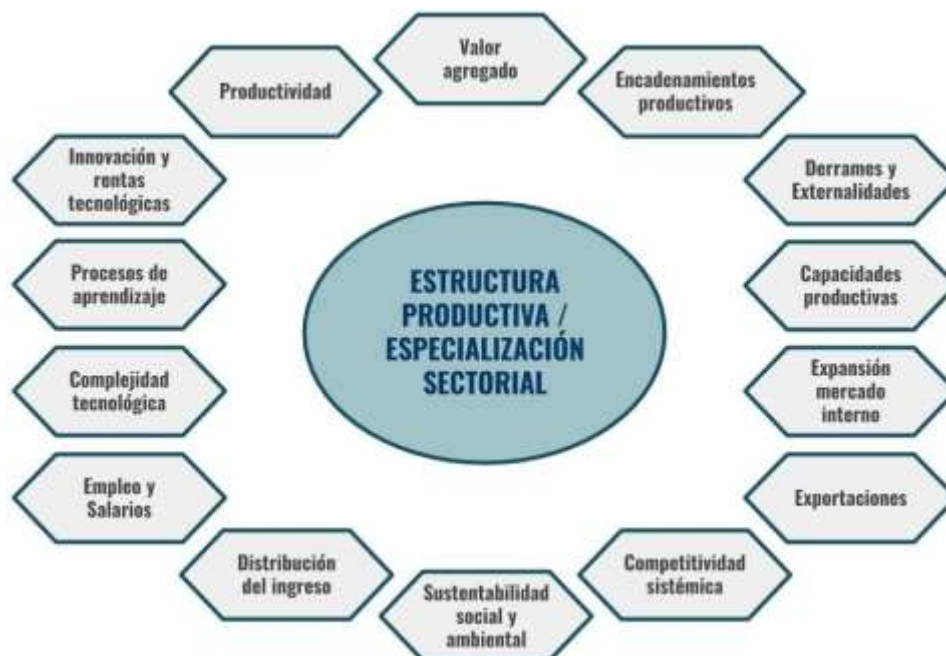 Valor
agregado
Encadenamientos
productivos
Derrames y
Externalidades
Capacidades
productivas
Expansión
mercado
interno
Exportaciones
Competitividad
sistémica
Sustentabilidad
social y
ambiental
Distribución
del ingreso
Empleo y
Salarios
Complejidad
tecnológica
Procesos de
aprendizaje
Innovación y
rentas
tecnológicas
Productividad
ESTRUCTURA
PRODUCTIVA /
ESPECIALIZACIÓN
SECTORIAL